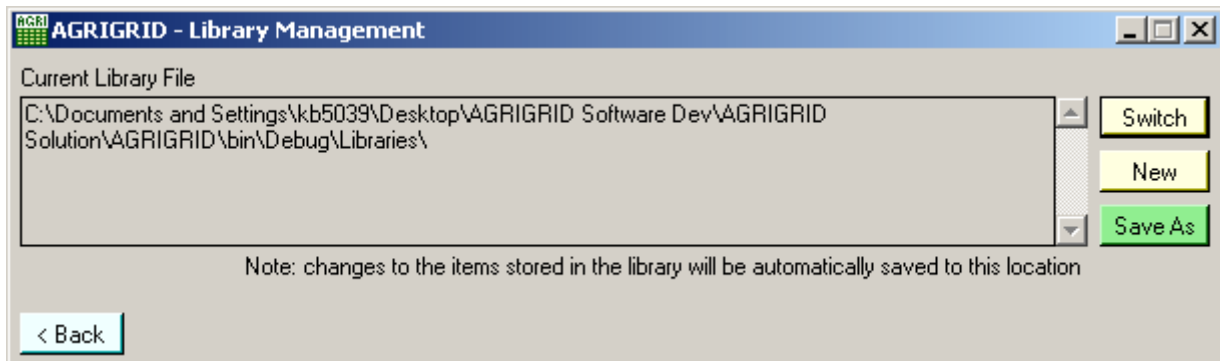 AGRI
AGRIGRID - Library Management
Current Library File
C:\Documents and Settings\kb5039\Desktop\AGRIGRID Software Dev\AGRIGRID
Solution\AGRIGRID\bin\Debug\Libraries\
Switch
New
Save As
Note: changes to the items stored in the library will be automatically saved to this location
< Back